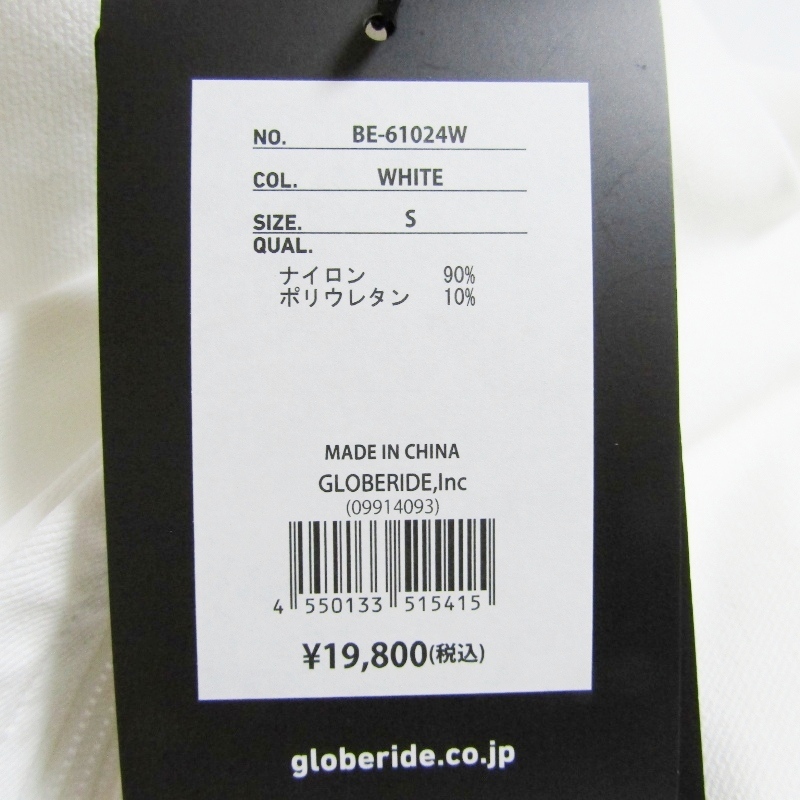 NO. BE-61024W
COL. WHITE
SIZE. S
QUAL.
ナイロン 90%
ポリウレタン 10%
MADE IN CHINA
GLOBERIDE,Inc
(09914093)
4 550133 515415
¥19,800(税込)
globeride.co.jp